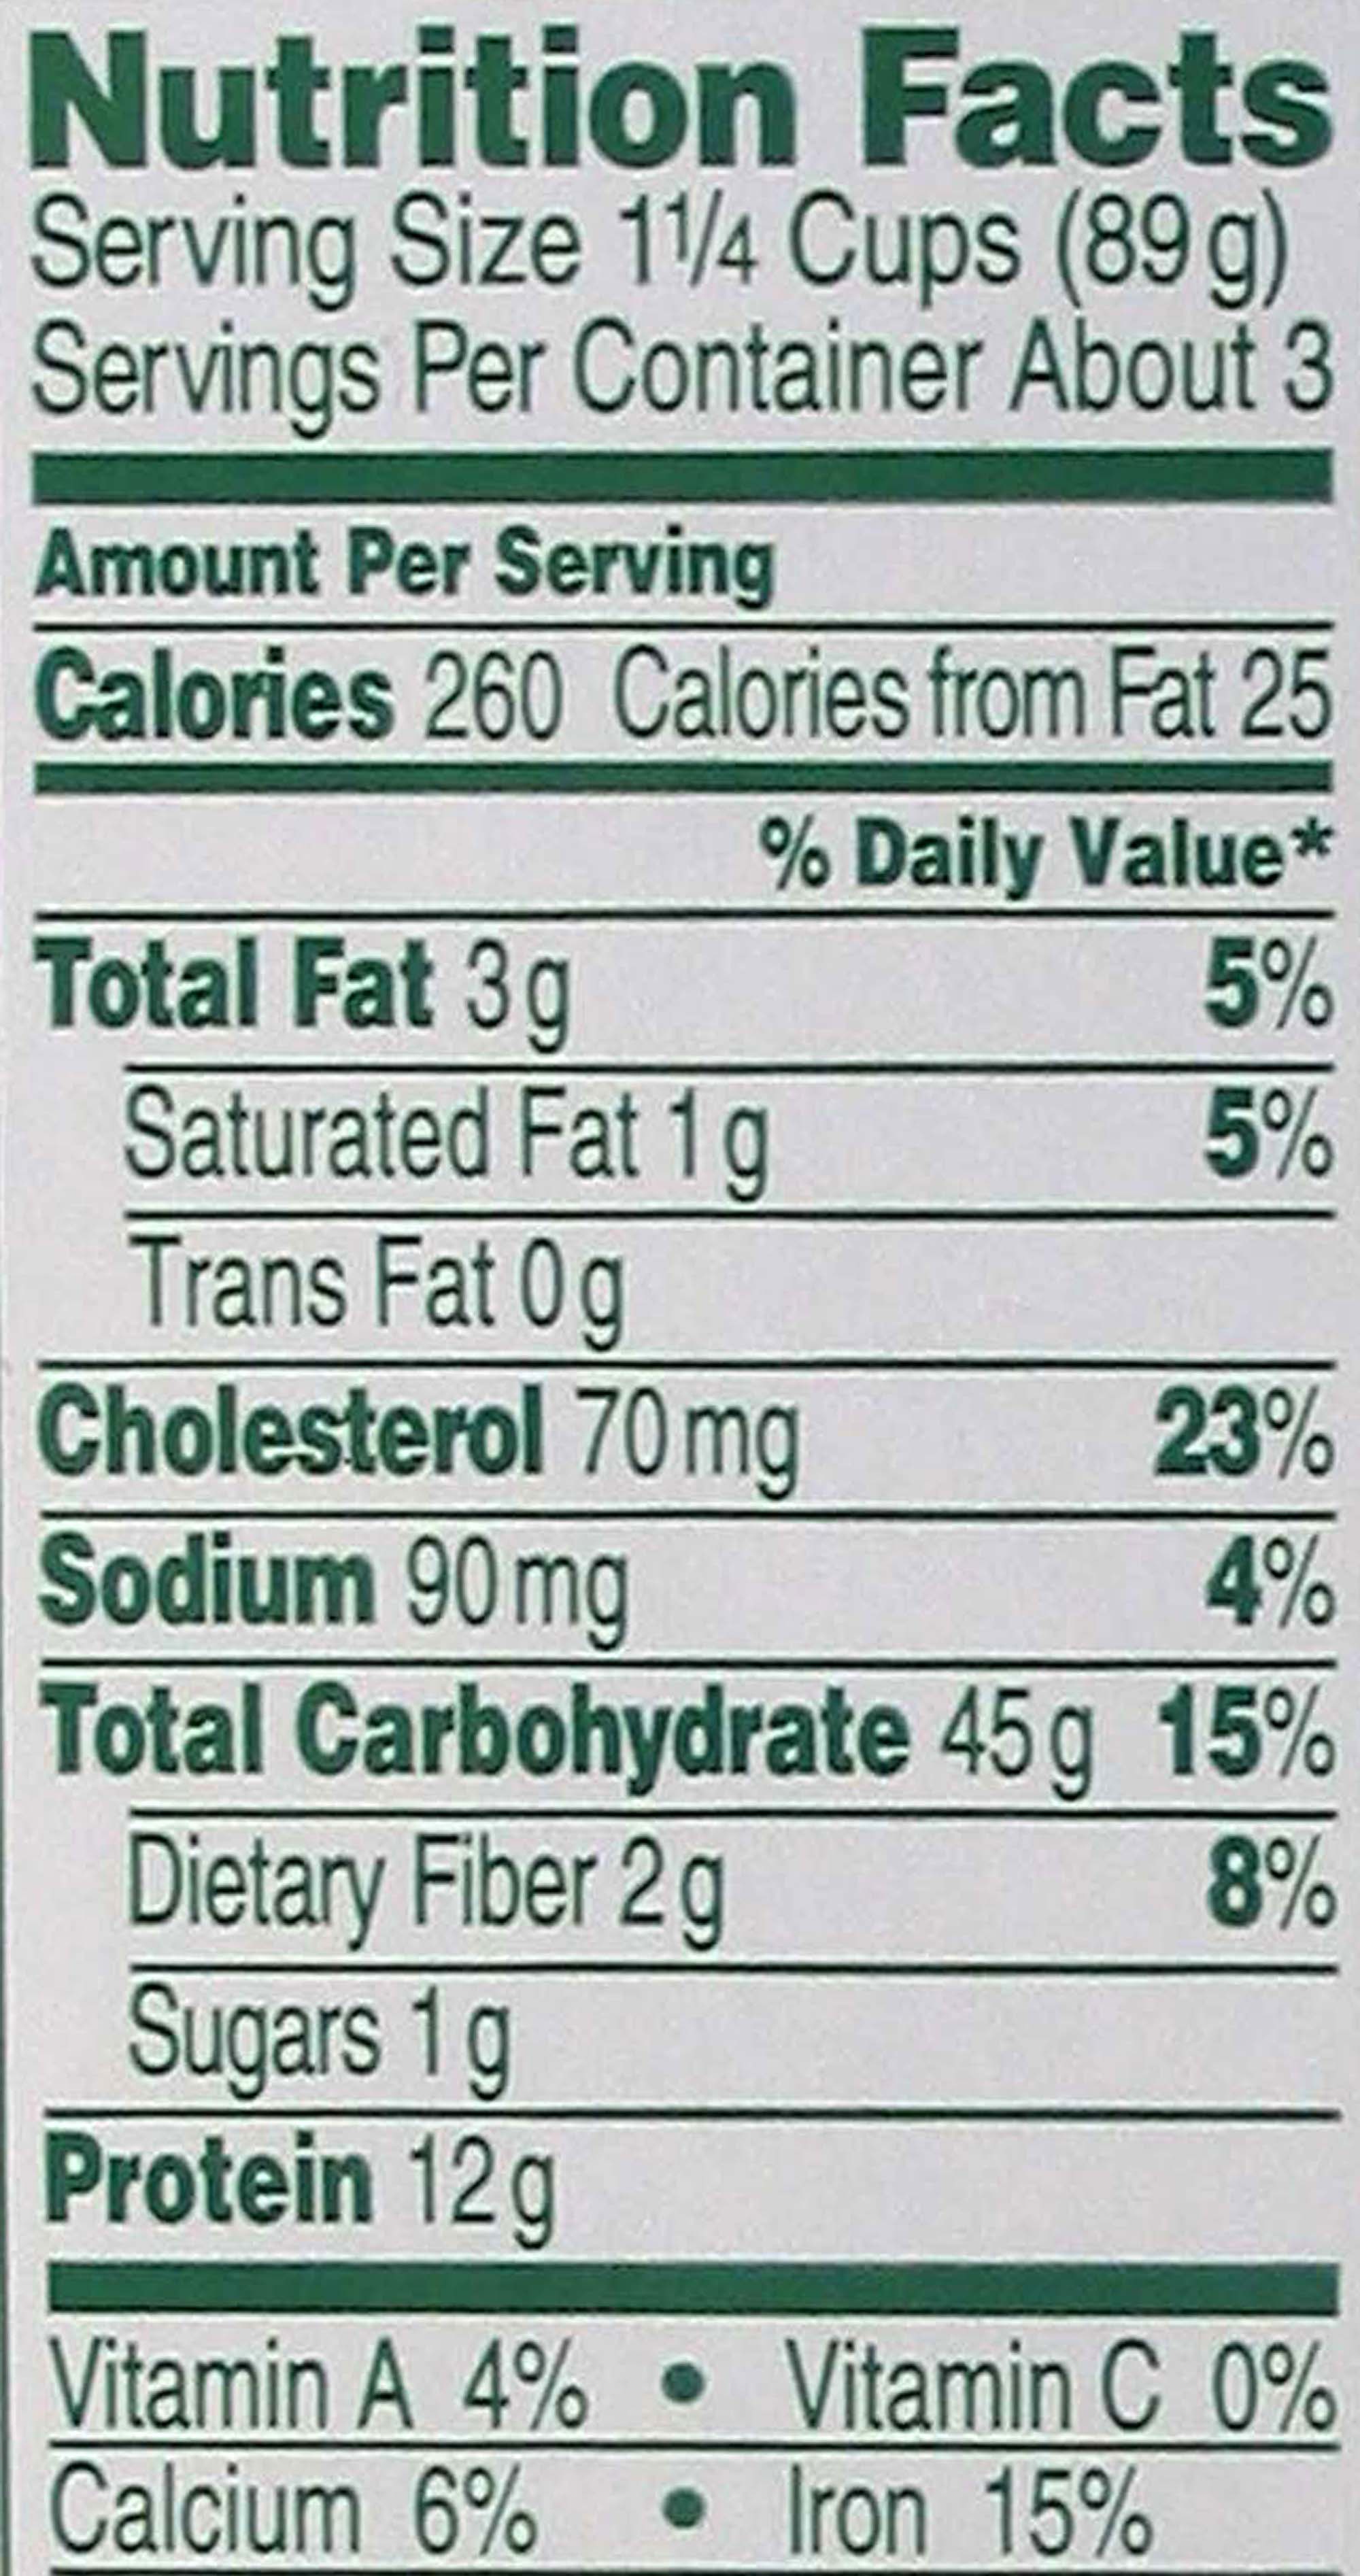 Nutrition Facts
Serving Size 1¼ Cups (89 g)
Servings Per Container About 3
Amount Per Serving
Calories 260 Calories from Fat 25
% Daily Value*
Total Fat 3 g 5%
Saturated Fat 1 g 5%
Trans Fat 0 g
Cholesterol 70 mg 23%
Sodium 90 mg 4%
Total Carbohydrate 45 g 15%
Dietary Fiber 2 g 8%
Sugars 1 g
Protein 12 g
Vitamin A 4% • Vitamin C 0%
Calcium 6% • Iron 15%